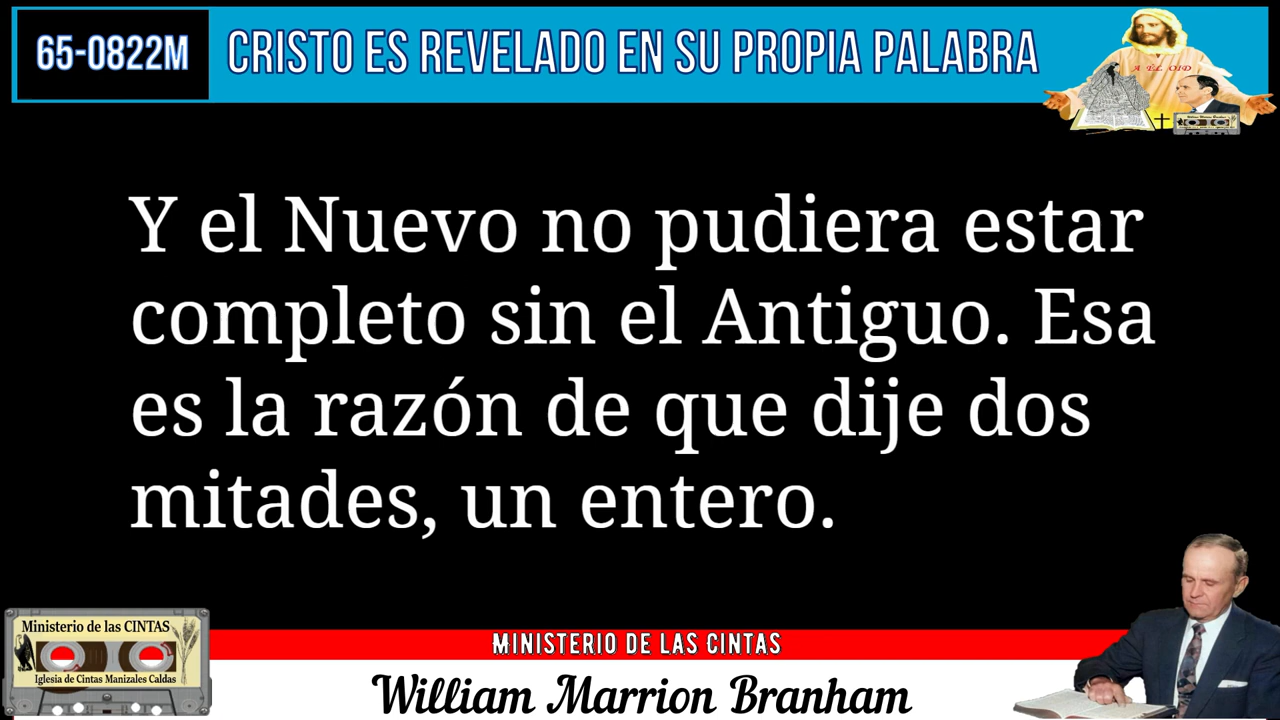 65-0822M
CRISTO ES REVELADO EN SU PROPIA PALABRA
A ÉL OID
Y el Nuevo no pudiera estar
completo sin el Antiguo. Esa
es la razón de que dije dos
mitades, un entero.
Ministerio de las CINTAS
Iglesia de Cintas Manizales Caldas
MINISTERIO DE LAS CINTAS
William Marrion Branham